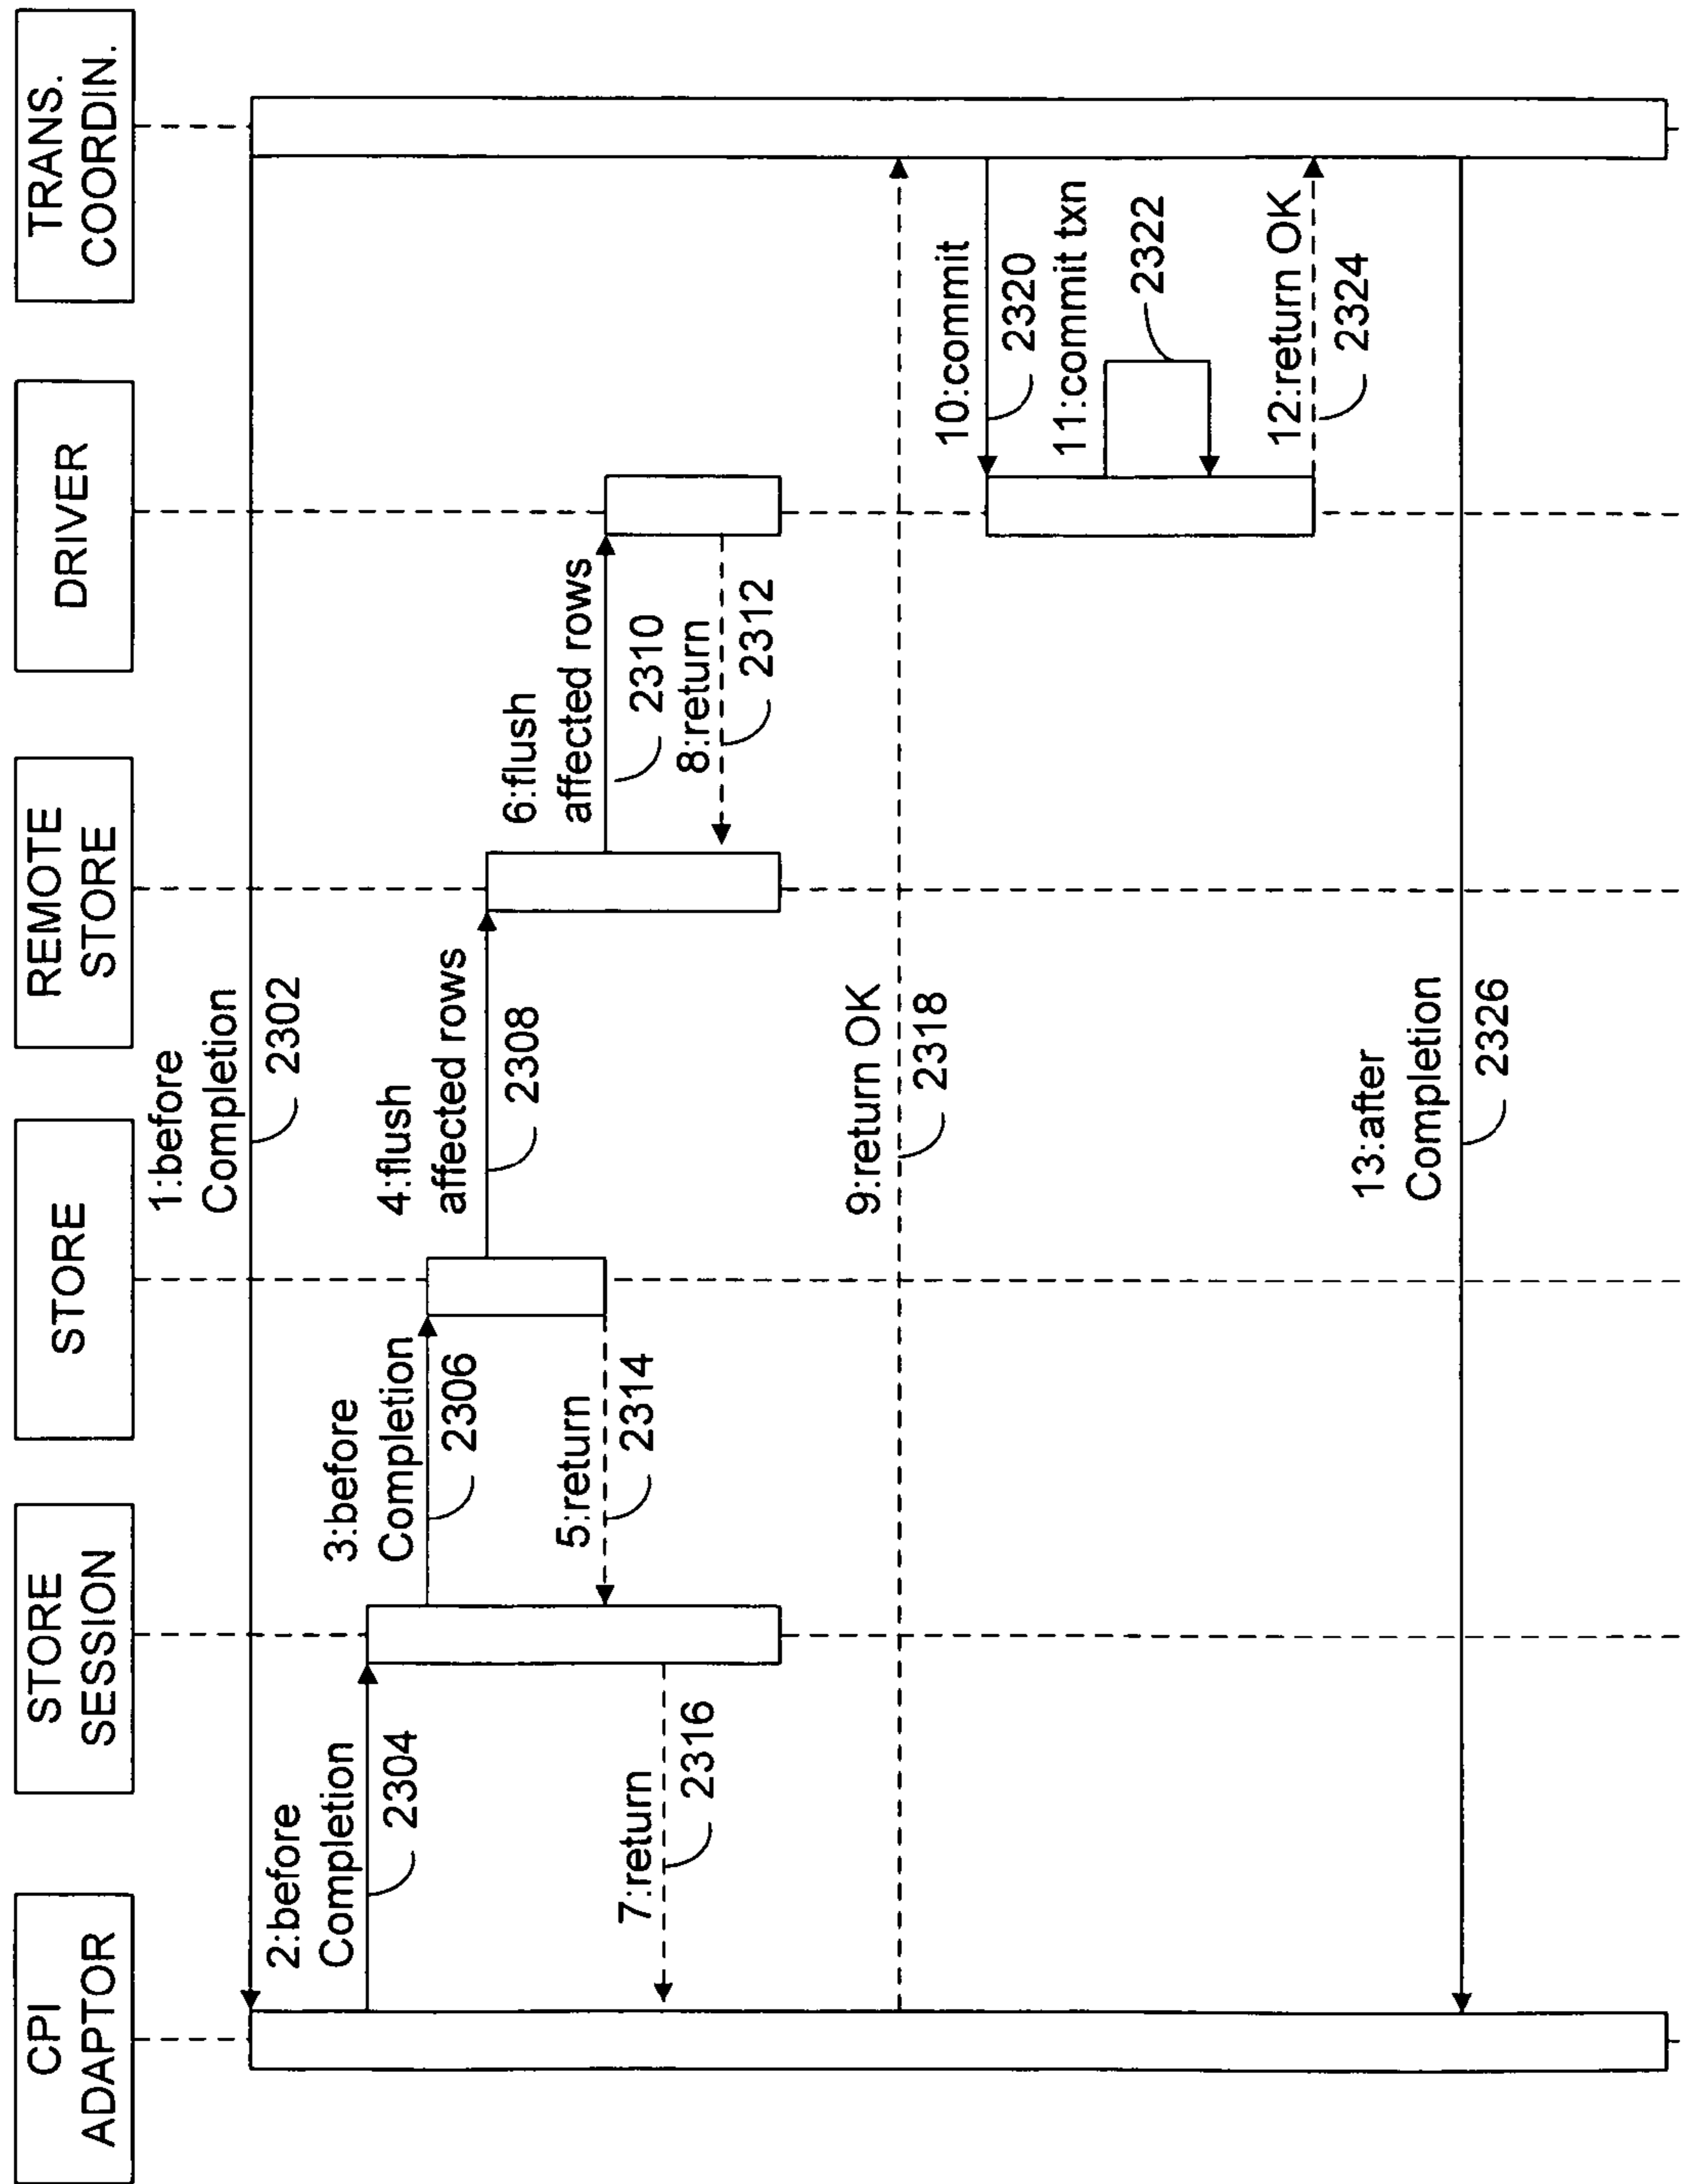 CPI
ADAPTOR
STORE
SESSION
STORE
REMOTE
STORE
DRIVER
TRANS.
COORDIN.
1:before
Completion
2302
2:before
Completion
2304
3:before
Completion
2306
4:flush
affected rows
2308
5:return
2314
6:flush
affected rows
2310
7:return
2316
8:return
2312
9:return OK
2318
10:commit
2320
11:commit txn
2322
12:return OK
2324
13:after
Completion
2326